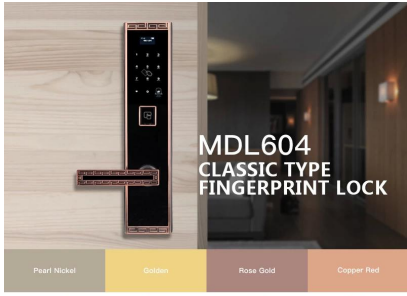 MDL604
CLASSIC TYPE
FINGERPRINT LOCK
Pearl Nickel
Golden
Rose Gold
Copper Red